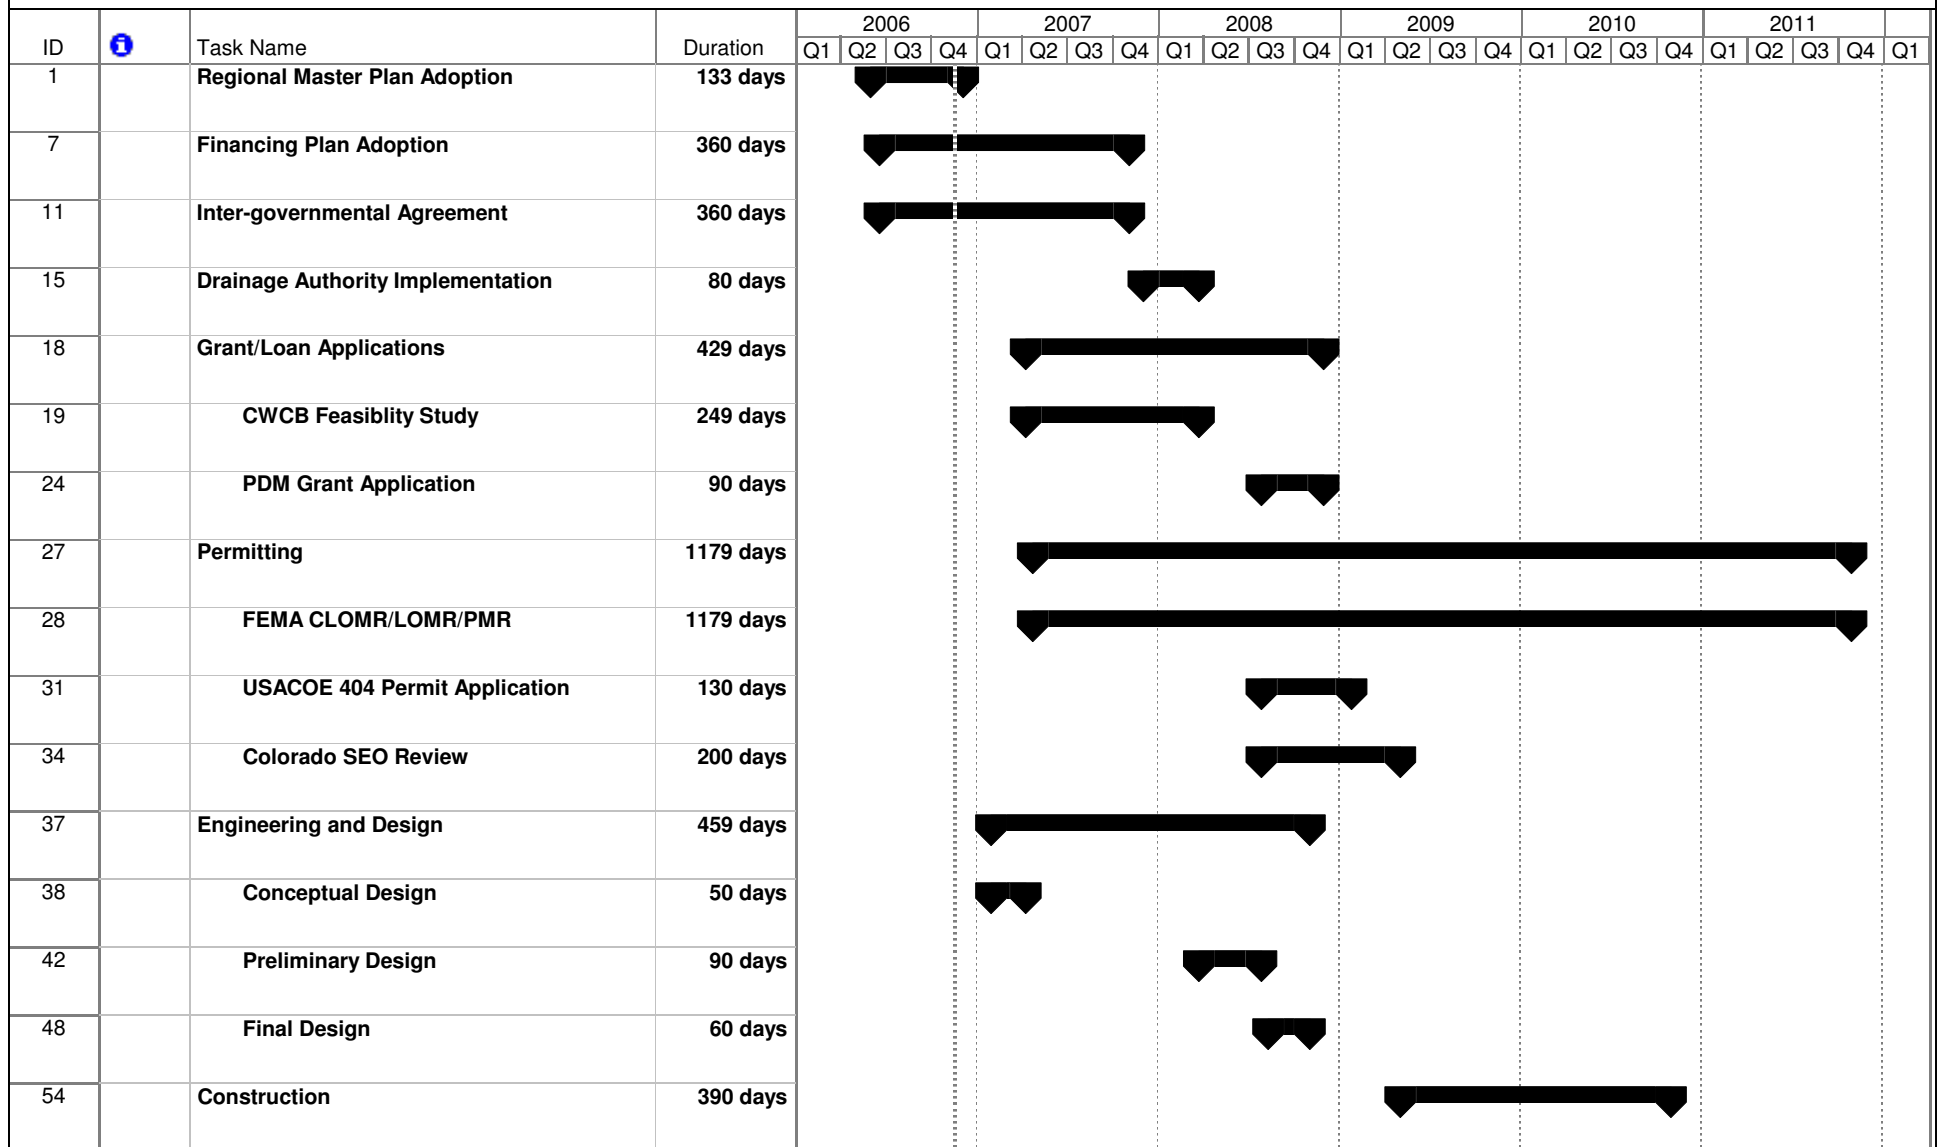 2006 2007 2008 2009 2010 2011
ID Task Name Duration Q1 Q2 Q3 Q4 Q1 Q2 Q3 Q4 Q1 Q2 Q3 Q4 Q1 Q2 Q3 Q4 Q1 Q2 Q3 Q4 Q1 Q2 Q3 Q4 Q1
1 Regional Master Plan Adoption 133 days
7 Financing Plan Adoption 360 days
11 Inter-governmental Agreement 360 days
15 Drainage Authority Implementation 80 days
18 Grant/Loan Applications 429 days
19 CWCB Feasiblity Study 249 days
24 PDM Grant Application 90 days
27 Permitting 1179 days
28 FEMA CLOMR/LOMR/PMR 1179 days
31 USACOE 404 Permit Application 130 days
34 Colorado SEO Review 200 days
37 Engineering and Design 459 days
38 Conceptual Design 50 days
42 Preliminary Design 90 days
48 Final Design 60 days
54 Construction 390 days